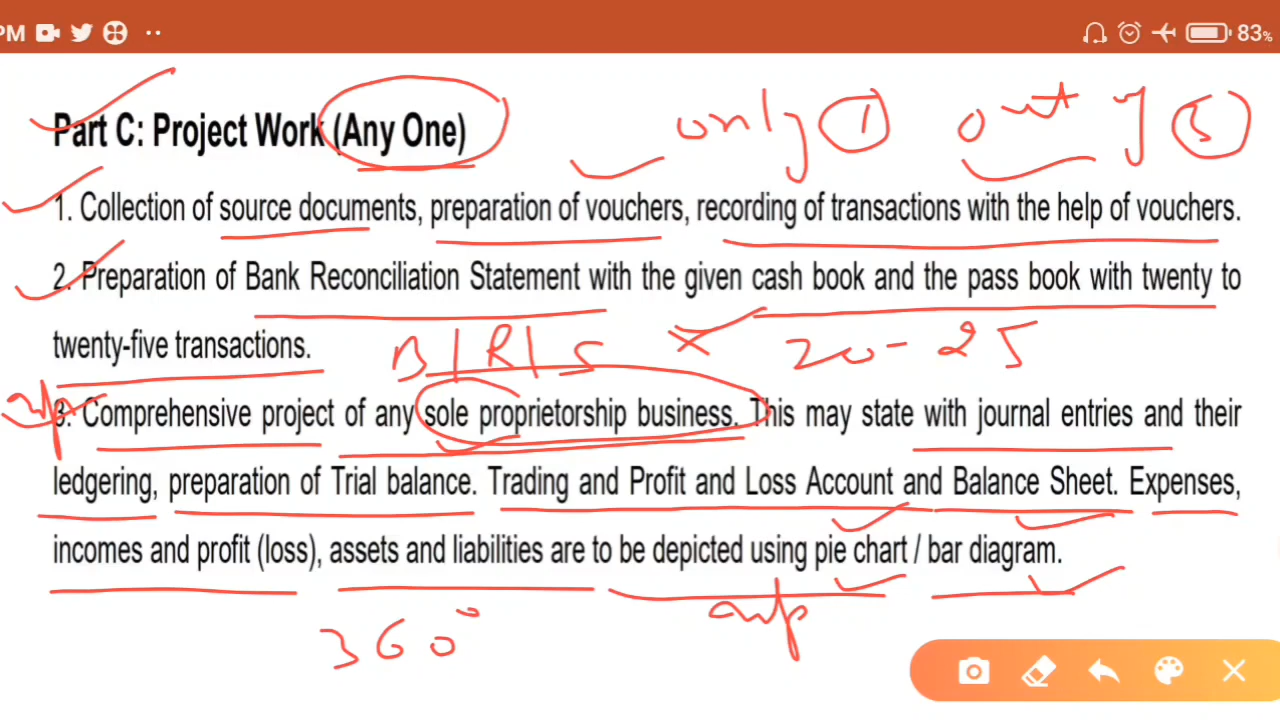 PM 83%
Part C: Project Work (Any One) only 1 out of 3
1. Collection of source documents, preparation of vouchers, recording of transactions with the help of vouchers.
2. Preparation of Bank Reconciliation Statement with the given cash book and the pass book with twenty to
twenty-five transactions. B/R/S 20-25
3. Comprehensive project of any sole proprietorship business. This may state with journal entries and their
ledgering, preparation of Trial balance. Trading and Profit and Loss Account and Balance Sheet. Expenses,
incomes and profit (loss), assets and liabilities are to be depicted using pie chart / bar diagram.
360°